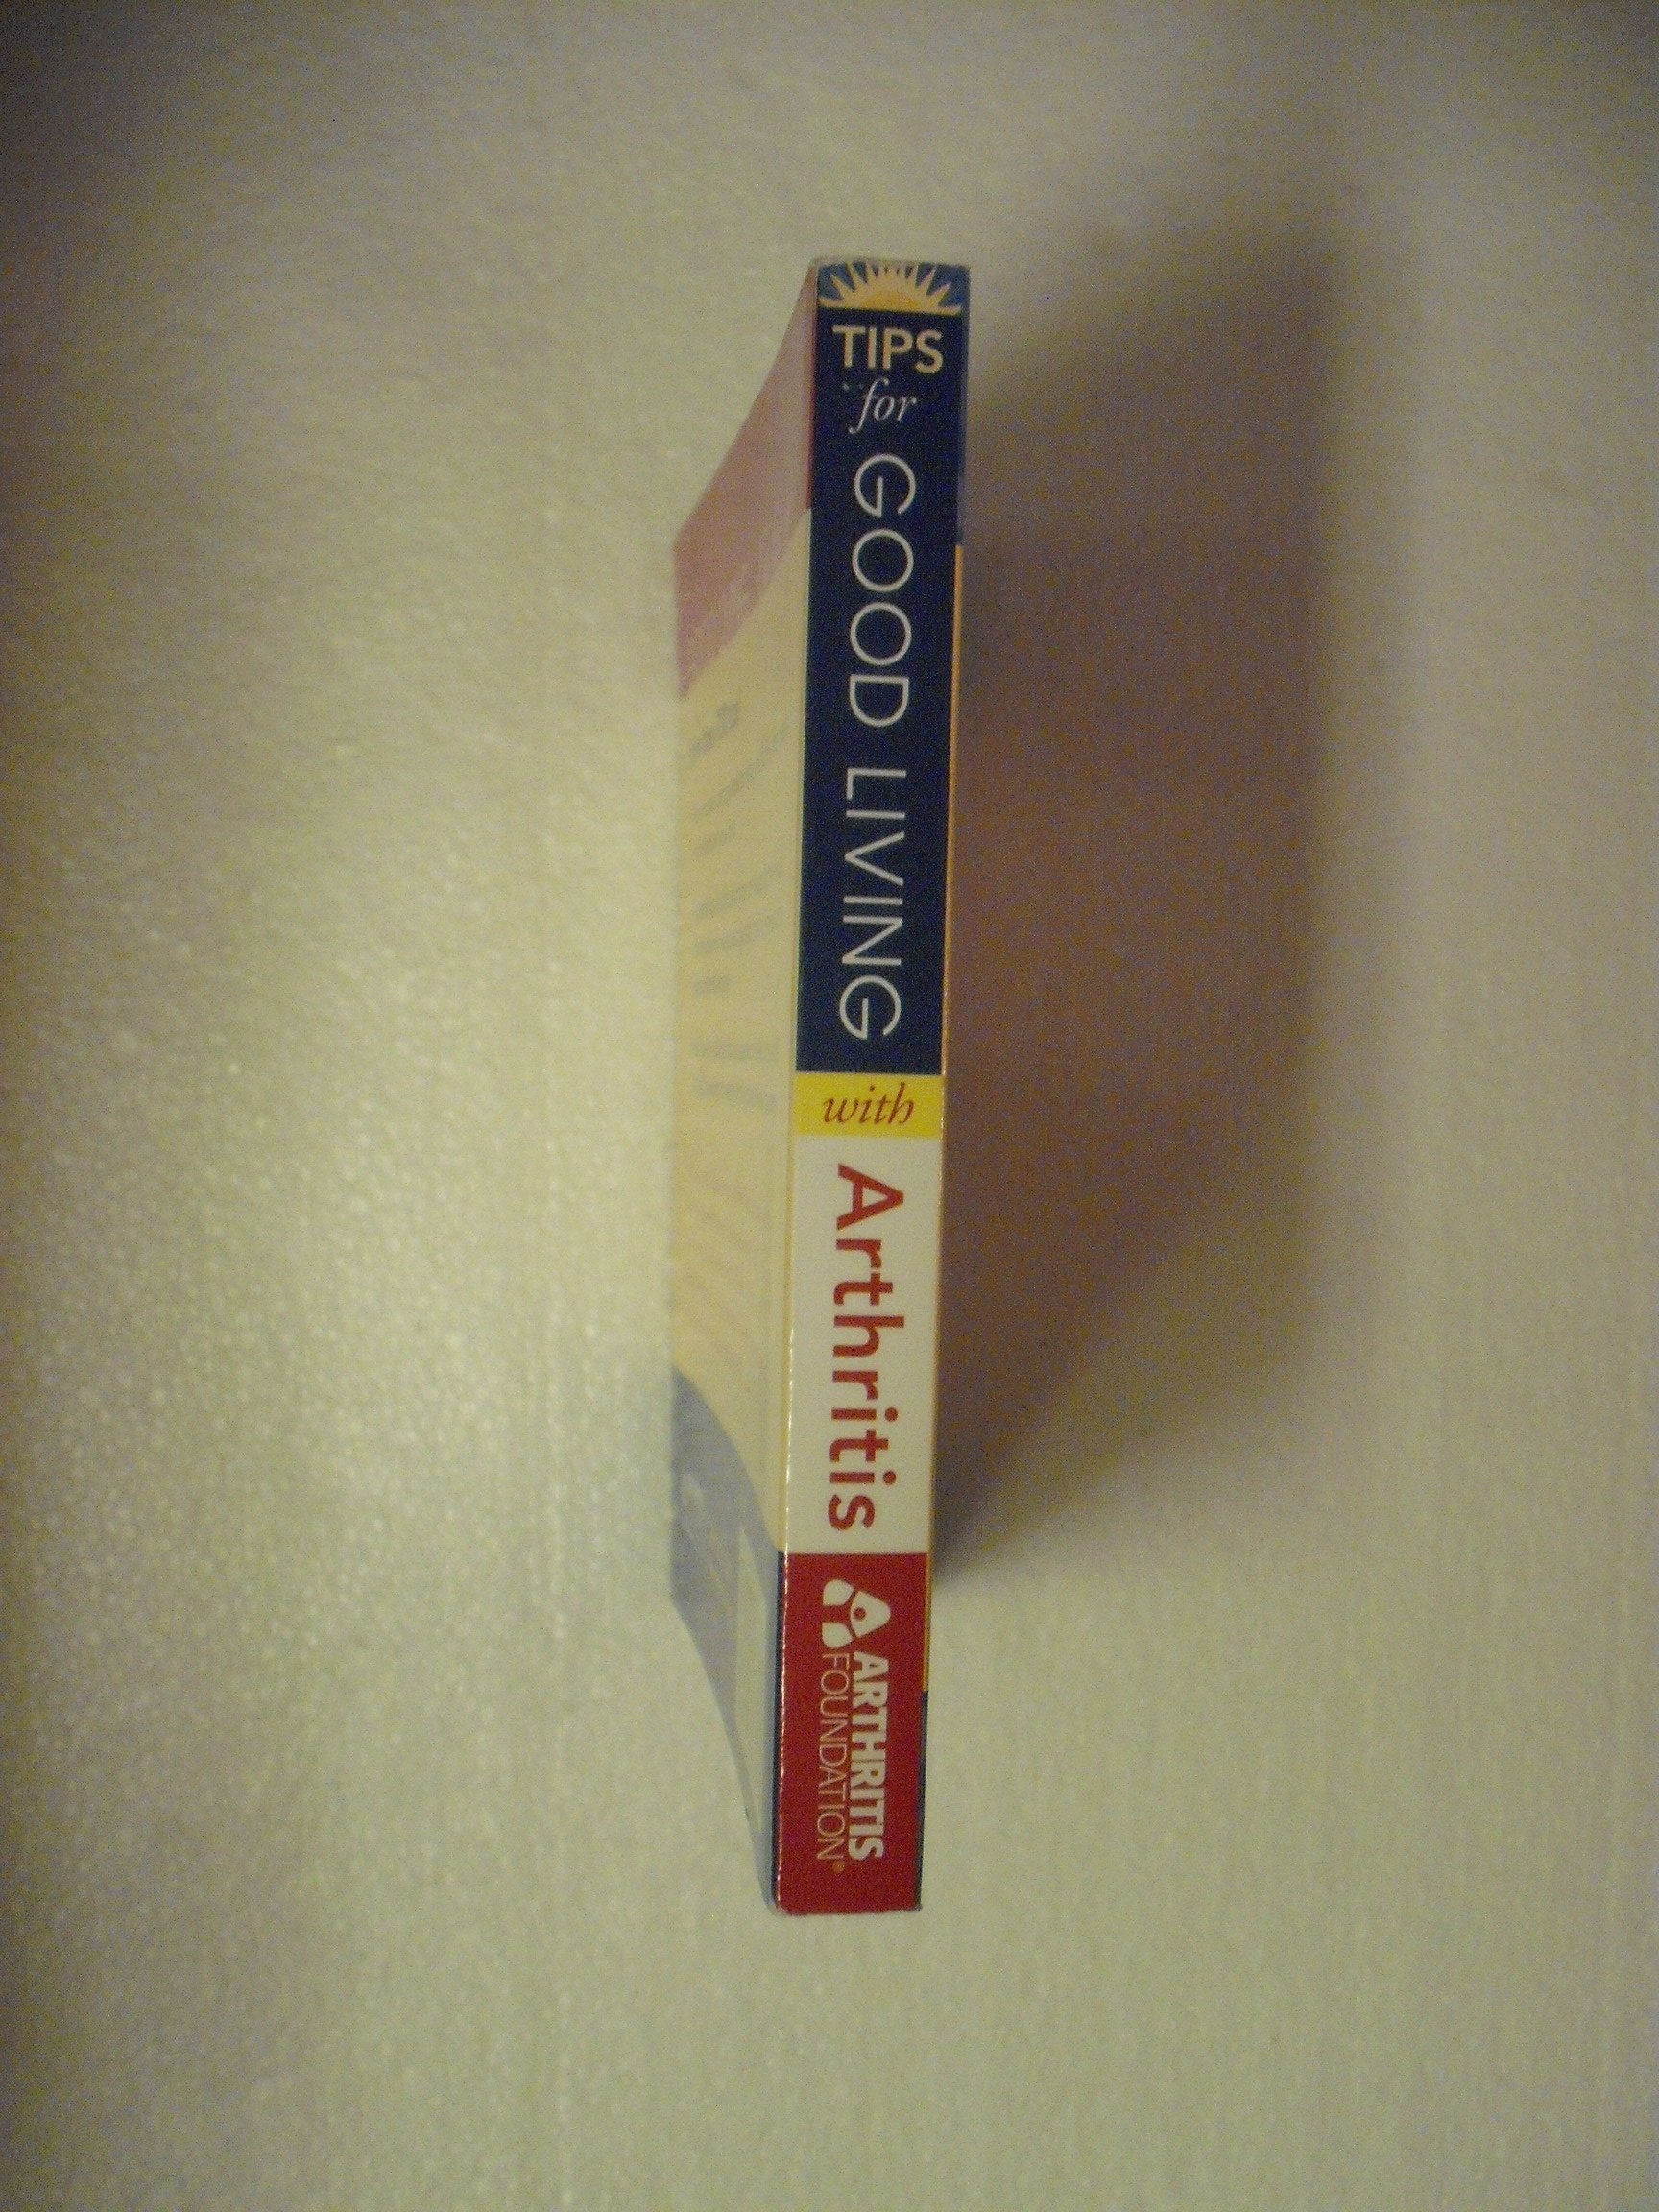 TIPS
for
GOOD LIVING
with
Arthritis
ARTHRITIS
FOUNDATION®